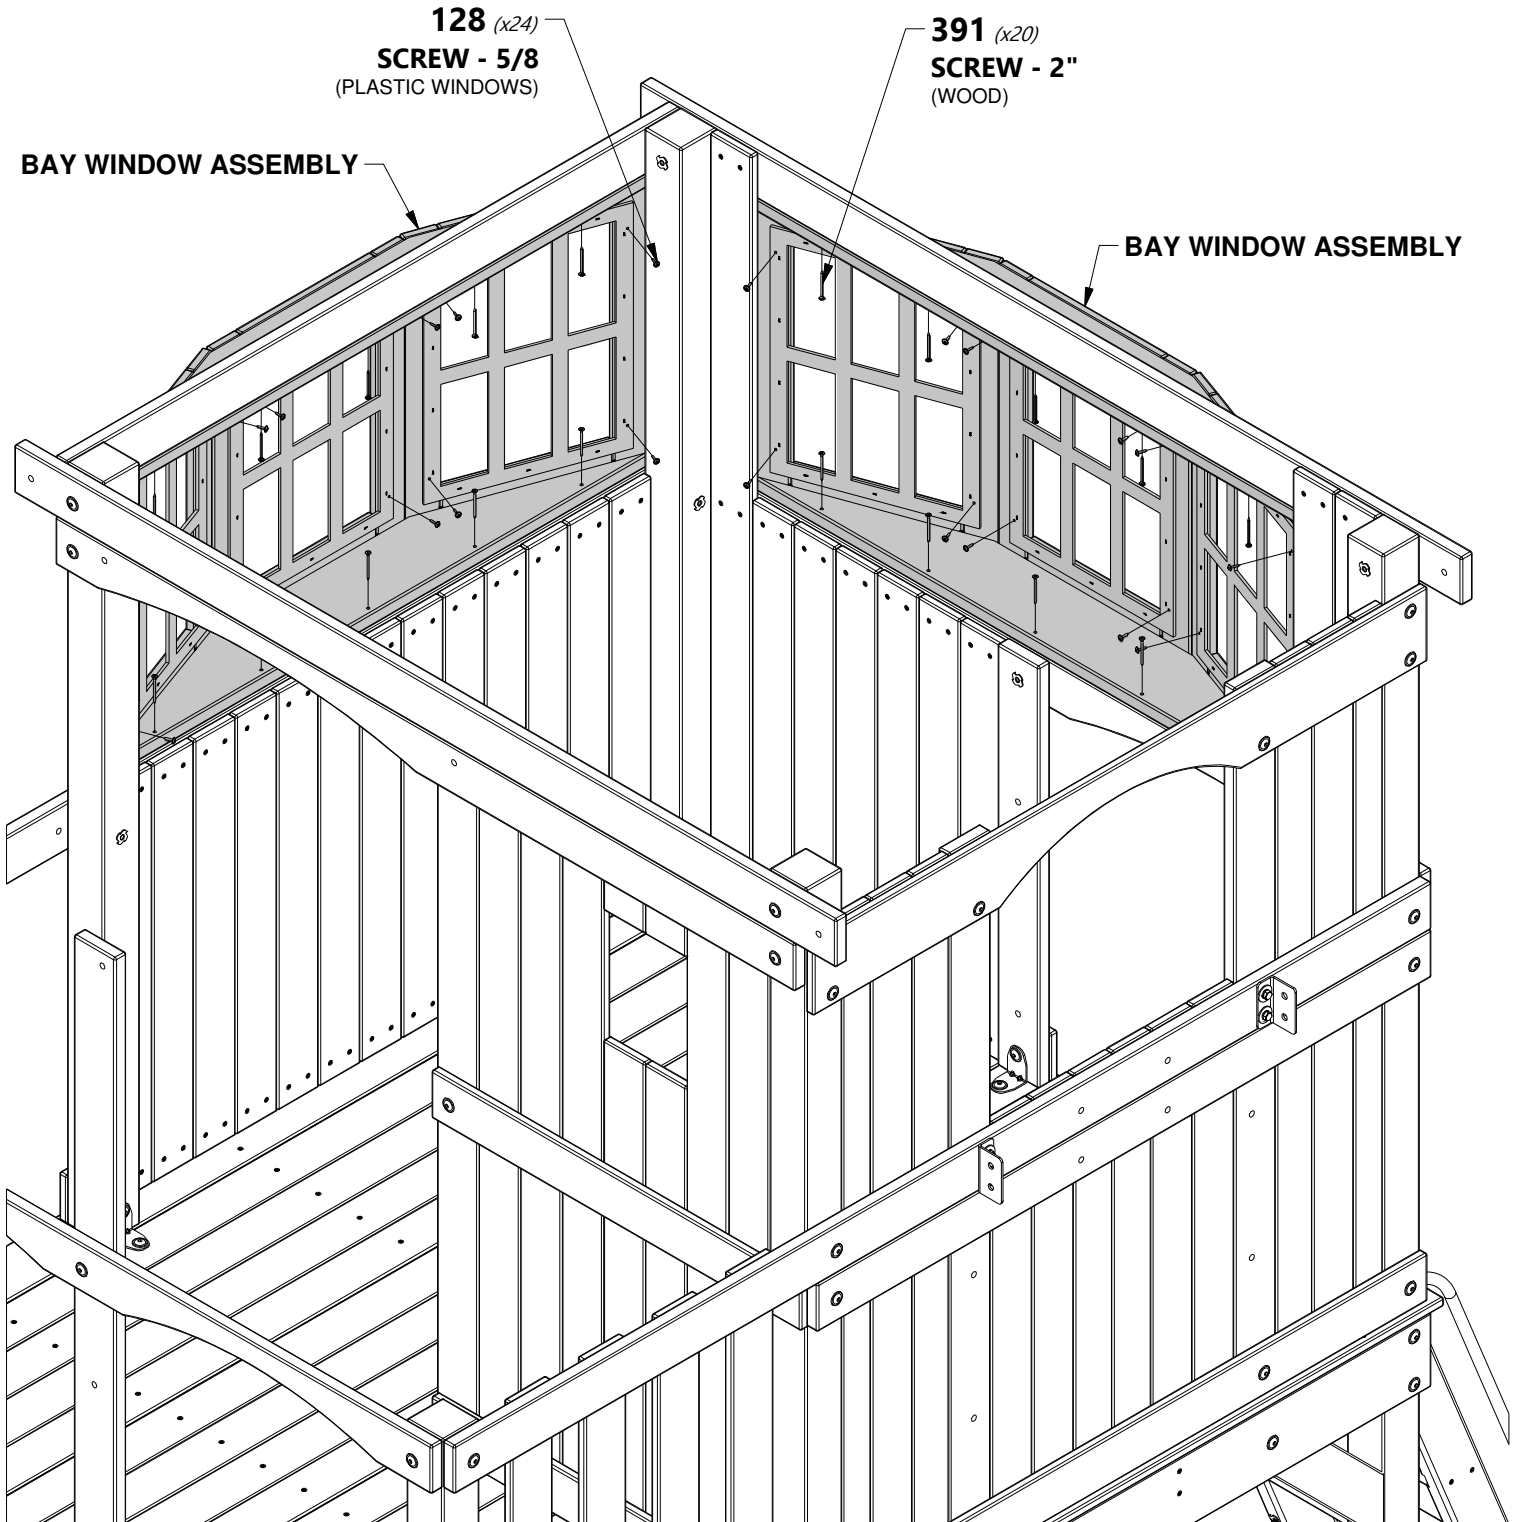 128 (x24)
SCREW - 5/8
(PLASTIC WINDOWS)
391 (x20)
SCREW - 2"
(WOOD)
BAY WINDOW ASSEMBLY
BAY WINDOW ASSEMBLY